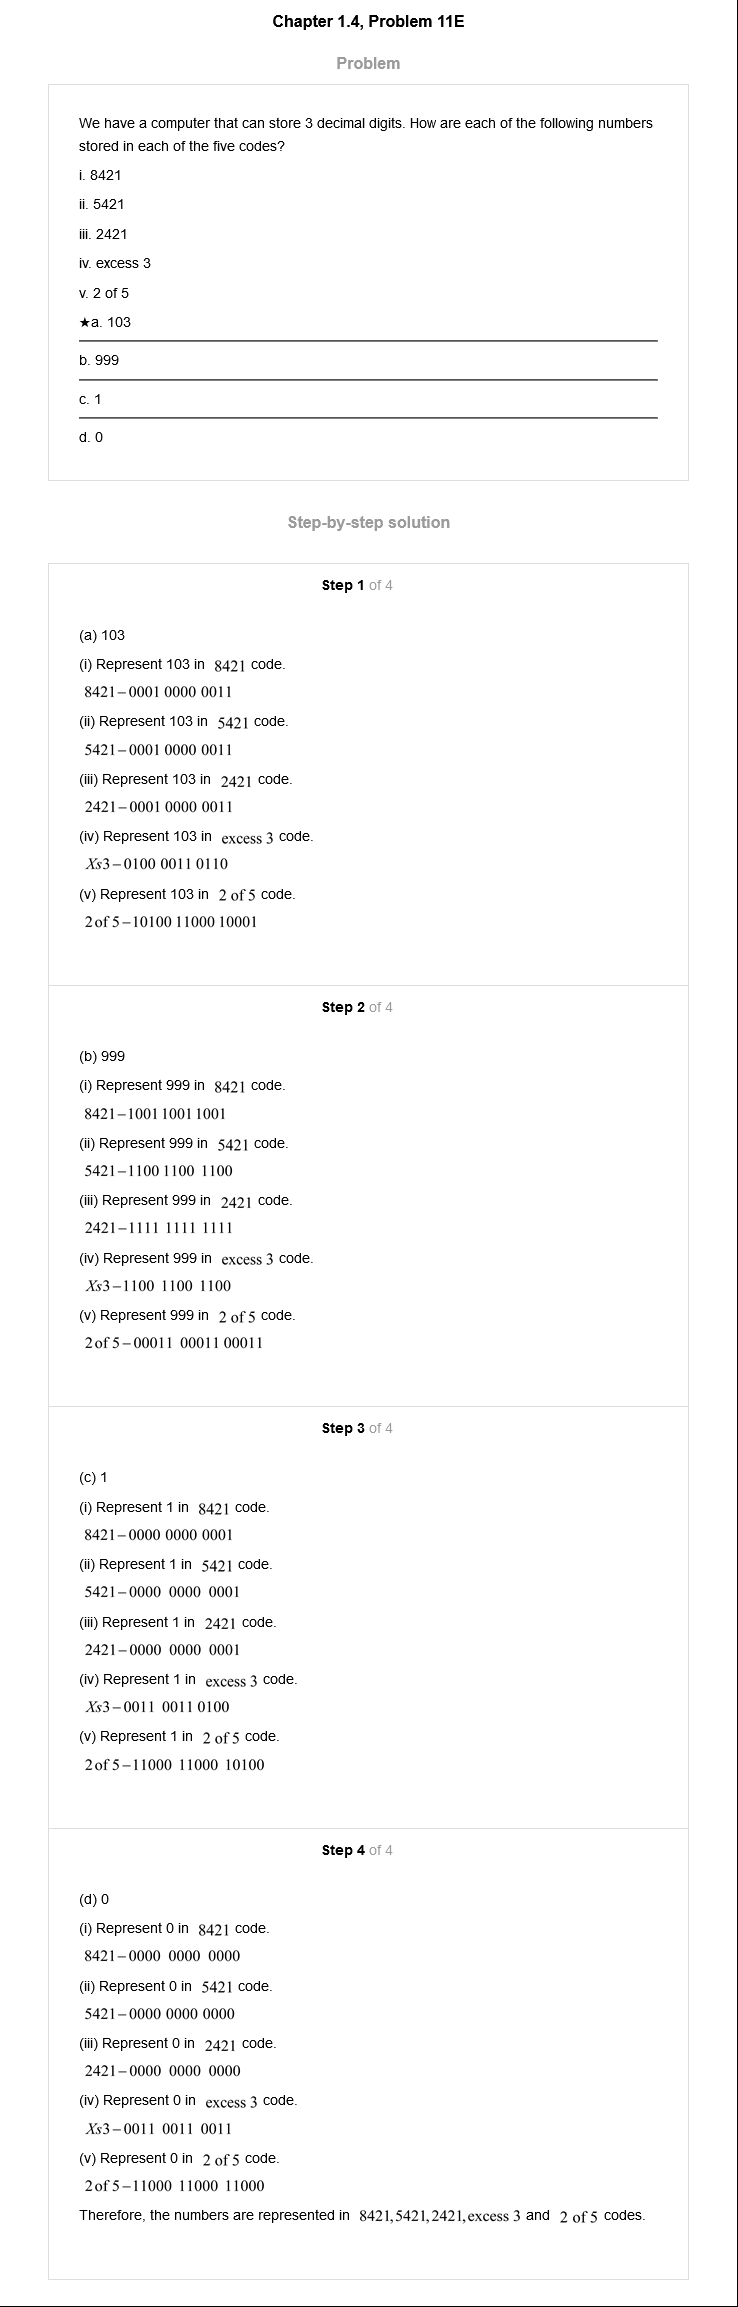 Chapter 1.4, Problem 11E
Problem
We have a computer that can store 3 decimal digits. How are each of the following numbers
stored in each of the five codes?
i. 8421
ii. 5421
iii. 2421
iv. excess 3
v. 2 of 5
★a. 103
b. 999
c. 1
d. 0
Step-by-step solution
Step 1 of 4
(a) 103
(i) Represent 103 in 8421 code.
8421–0001 0000 0011
(ii) Represent 103 in 5421 code.
5421–0001 0000 0011
(iii) Represent 103 in 2421 code.
2421–0001 0000 0011
(iv) Represent 103 in excess 3 code.
Xs3–0100 0011 0110
(v) Represent 103 in 2 of 5 code.
2 of 5–10100 11000 10001
Step 2 of 4
(b) 999
(i) Represent 999 in 8421 code.
8421–1001 1001 1001
(ii) Represent 999 in 5421 code.
5421–1100 1100 1100
(iii) Represent 999 in 2421 code.
2421–1111 1111 1111
(iv) Represent 999 in excess 3 code.
Xs3–1100 1100 1100
(v) Represent 999 in 2 of 5 code.
2 of 5–00011 00011 00011
Step 3 of 4
(c) 1
(i) Represent 1 in 8421 code.
8421–0000 0000 0001
(ii) Represent 1 in 5421 code.
5421–0000 0000 0001
(iii) Represent 1 in 2421 code.
2421–0000 0000 0001
(iv) Represent 1 in excess 3 code.
Xs3–0011 0011 0100
(v) Represent 1 in 2 of 5 code.
2 of 5–11000 11000 10100
Step 4 of 4
(d) 0
(i) Represent 0 in 8421 code.
8421–0000 0000 0000
(ii) Represent 0 in 5421 code.
5421–0000 0000 0000
(iii) Represent 0 in 2421 code.
2421–0000 0000 0000
(iv) Represent 0 in excess 3 code.
Xs3–0011 0011 0011
(v) Represent 0 in 2 of 5 code.
2 of 5–11000 11000 11000
Therefore, the numbers are represented in 8421, 5421, 2421, excess 3 and 2 of 5 codes.